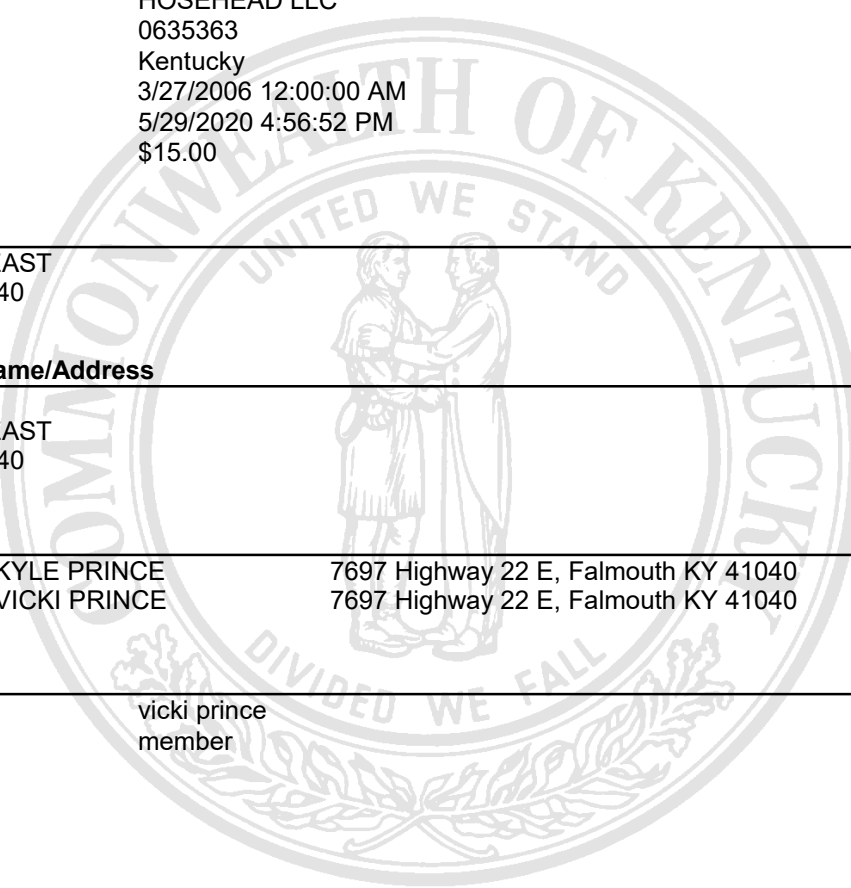 HOSEHEAD LLC
0635363
Kentucky
3/27/2006 12:00:00 AM
5/29/2020 4:56:52 PM
$15.00
EAST
40
ame/Address
EAST
40
KYLE PRINCE 7697 Highway 22 E, Falmouth KY 41040
VICKI PRINCE 7697 Highway 22 E, Falmouth KY 41040
vicki prince
member
COMMONWEALTH OF KENTUCKY
UNITED WE STAND
DIVIDED WE FALL